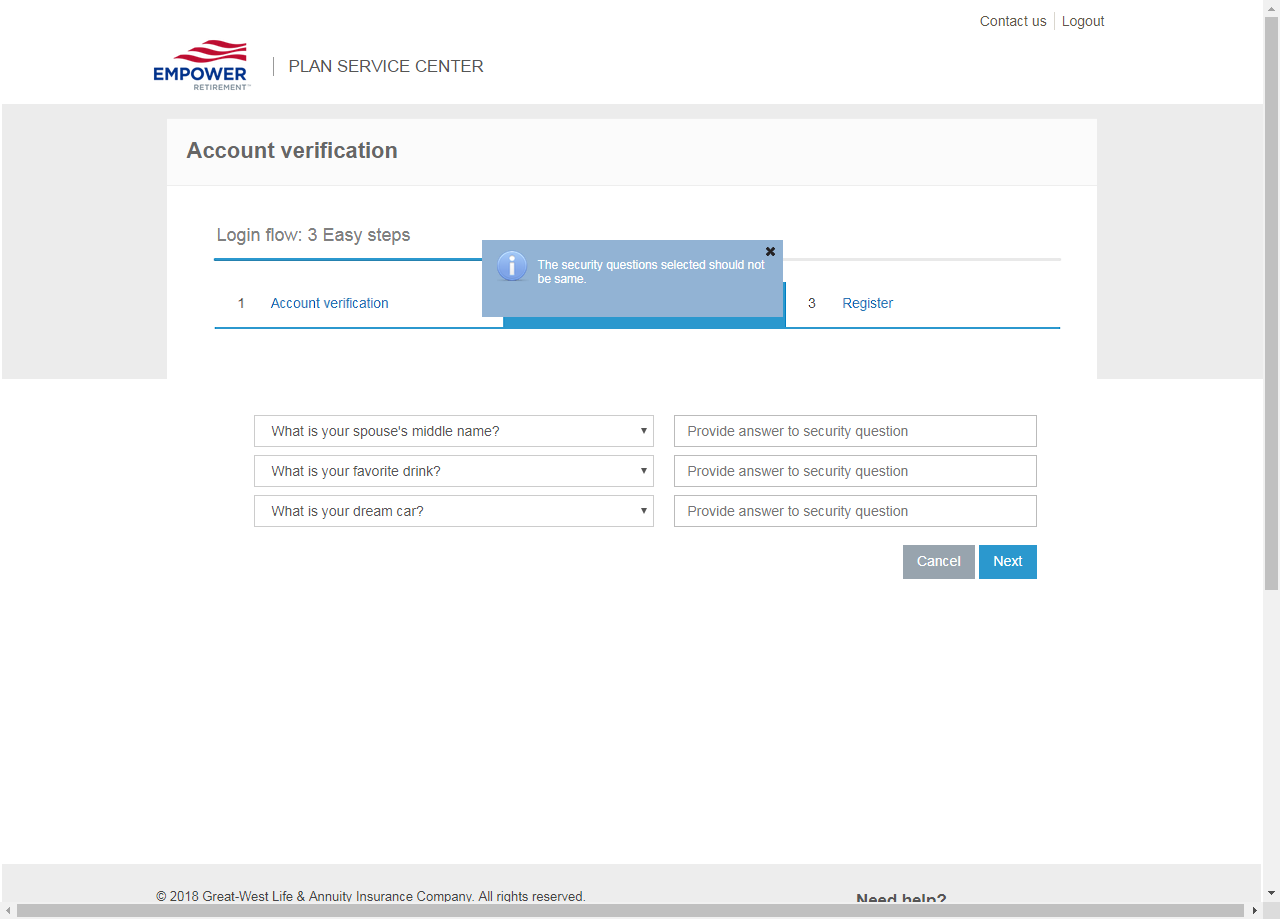 Contact us
Logout
EMPOWER
RETIREMENT™
PLAN SERVICE CENTER
Account verification
Login flow: 3 Easy steps
The security questions selected should not
be same.
1 Account verification
3 Register
What is your spouse's middle name?
Provide answer to security question
What is your favorite drink?
Provide answer to security question
What is your dream car?
Provide answer to security question
Cancel
Next
© 2018 Great-West Life & Annuity Insurance Company. All rights reserved.
Need help?